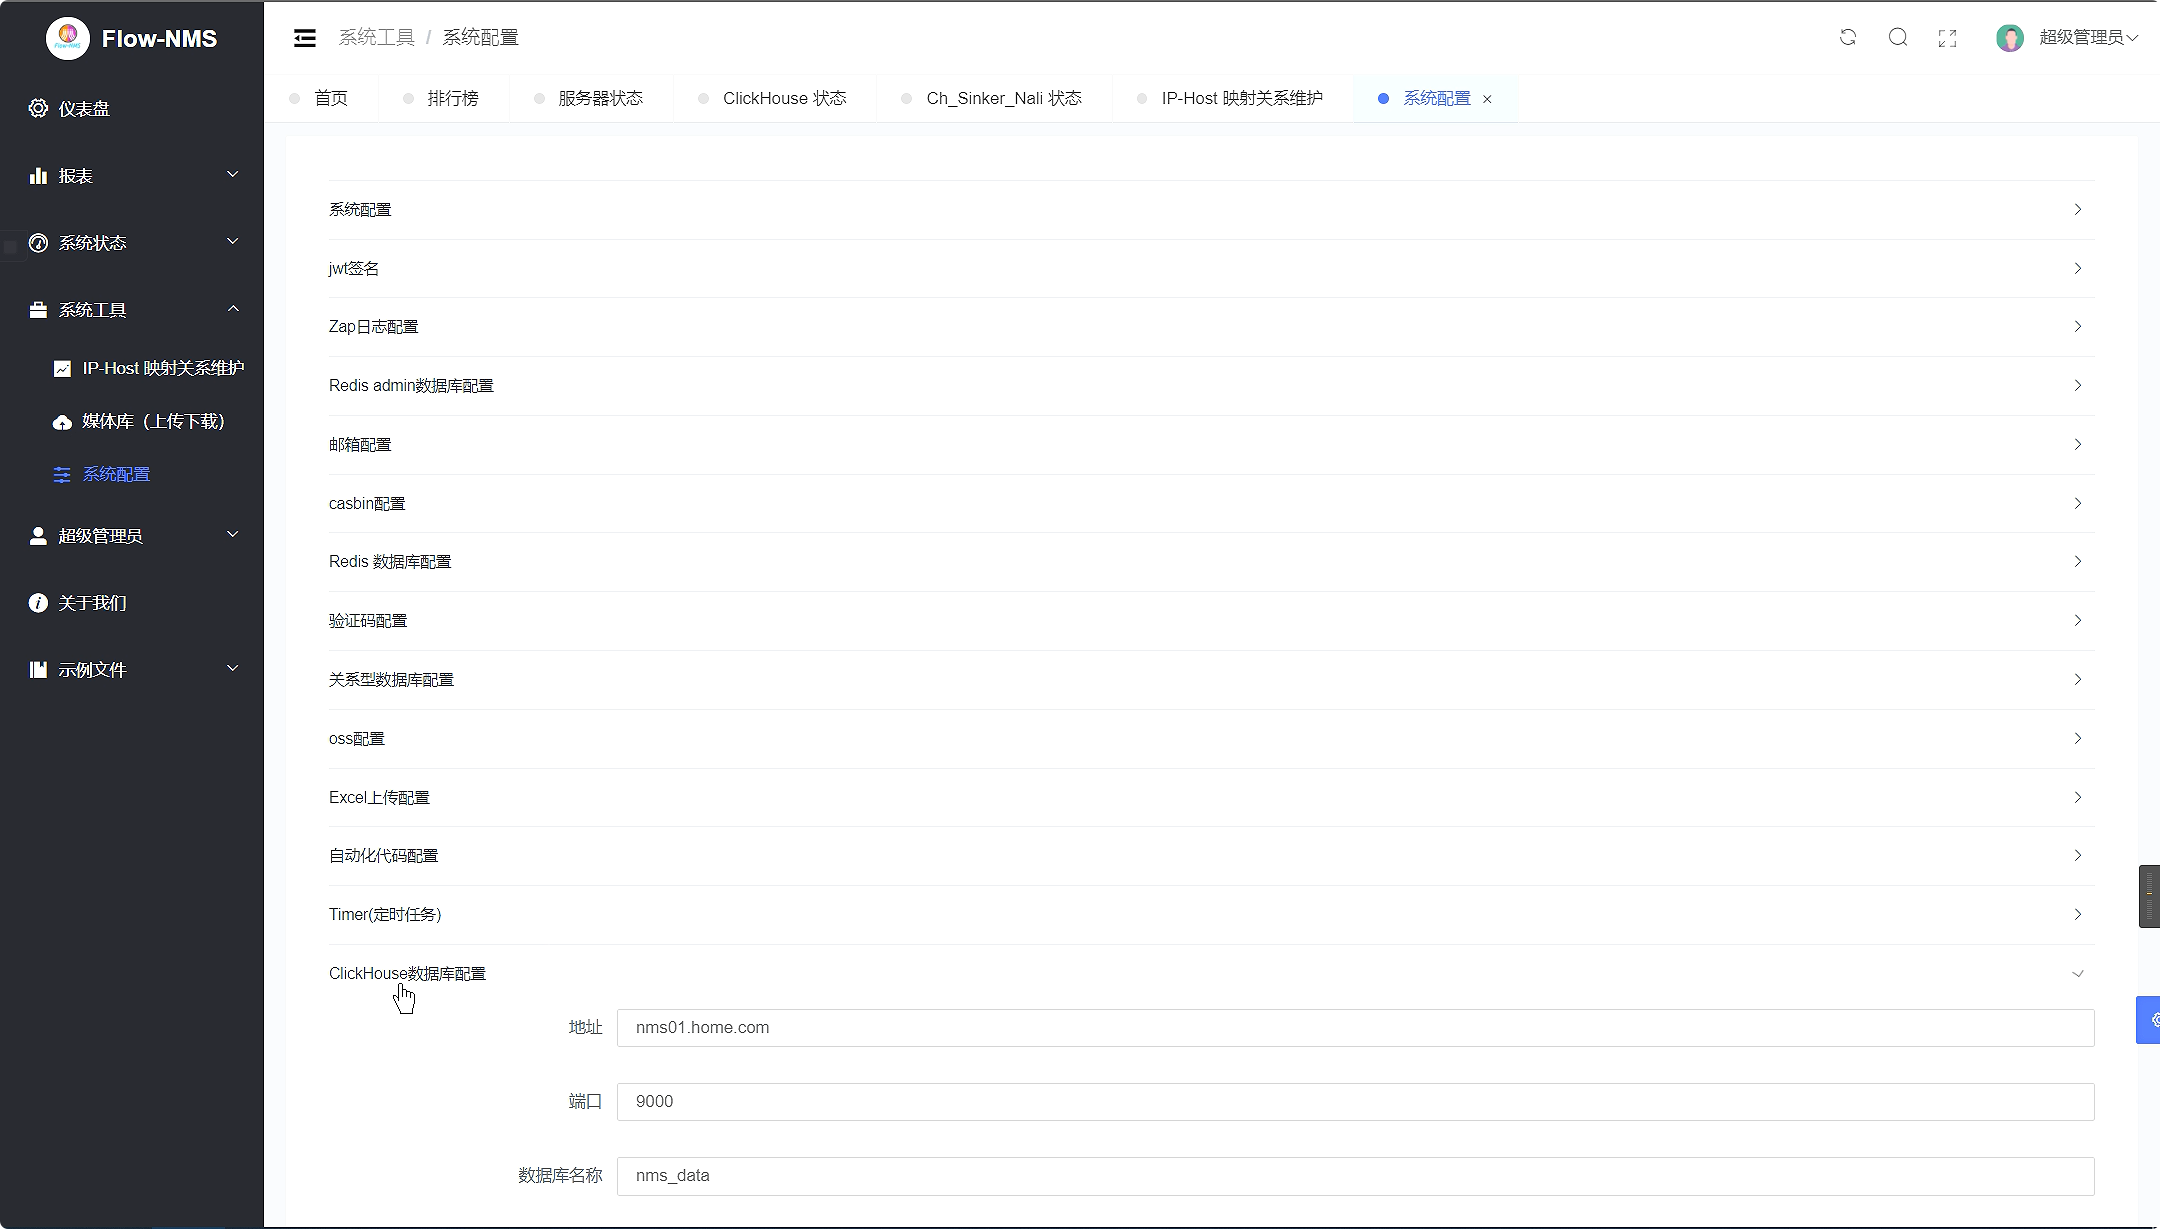 Flow-NMS
仪表盘
报表
系统状态
系统工具
IP-Host 映射关系维护
媒体库（上传下载）
系统配置
超级管理员
关于我们
示例文件
系统工具 / 系统配置
超级管理员
首页
排行榜
服务器状态
ClickHouse 状态
Ch_Sinker_Nali 状态
IP-Host 映射关系维护
系统配置
系统配置
jwt签名
Zap日志配置
Redis admin数据库配置
邮箱配置
casbin配置
Redis 数据库配置
验证码配置
关系型数据库配置
oss配置
Excel上传配置
自动化代码配置
Timer(定时任务)
ClickHouse数据库配置
地址 nms01.home.com
端口 9000
数据库名称 nms_data